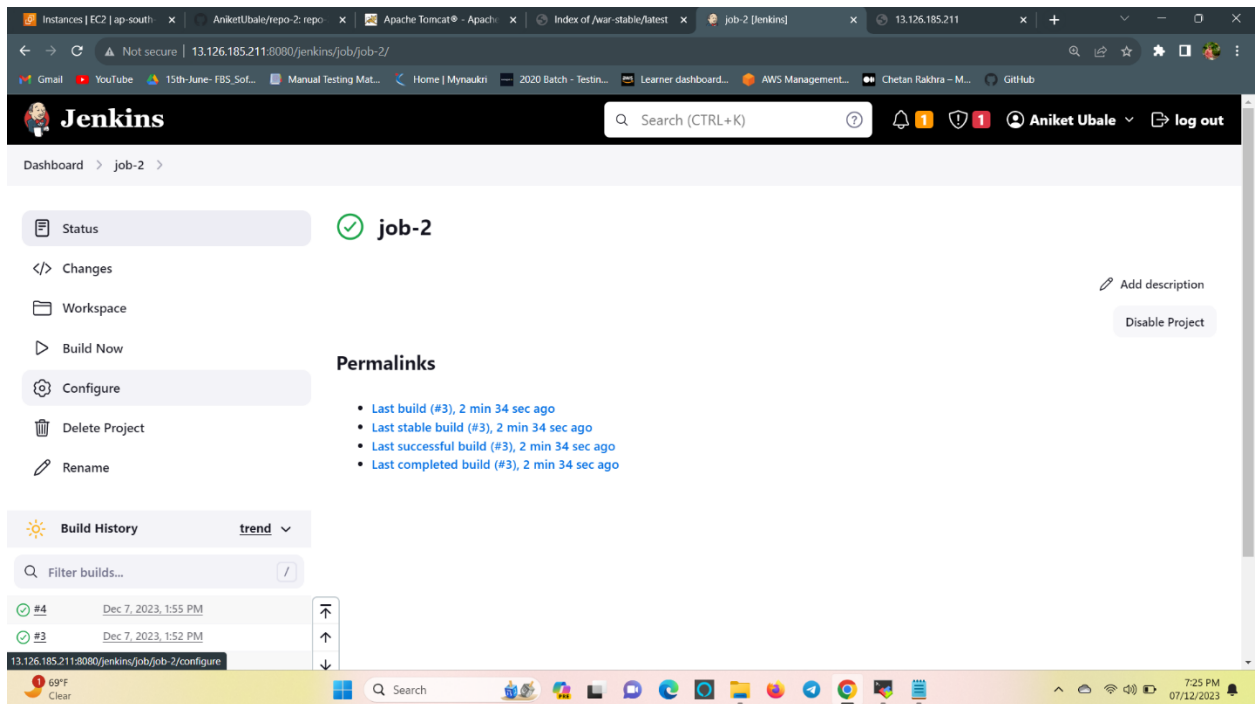 Instances | EC2 | ap-south-
AniketUbale/repo-2: repo-
Apache Tomcat® - Apache
Index of /war-stable/latest
job-2 [Jenkins]
13.126.185.211
Not secure | 13.126.185.211:8080/jenkins/job/job-2/
Gmail
YouTube
15th-June- FBS_Sof...
Manual Testing Mat...
Home | Mynaukri
2020 Batch - Testin...
Learner dashboard...
AWS Management...
Chetan Rakhra – M...
GitHub
Jenkins
Search (CTRL+K)
1
1
Aniket Ubale
log out
Dashboard > job-2 >
Status
Changes
Workspace
Build Now
Configure
Delete Project
Rename
job-2
Add description
Disable Project
Permalinks
• Last build (#3), 2 min 34 sec ago
• Last stable build (#3), 2 min 34 sec ago
• Last successful build (#3), 2 min 34 sec ago
• Last completed build (#3), 2 min 34 sec ago
Build History
trend
Filter builds...
/
#4 Dec 7, 2023, 1:55 PM
#3 Dec 7, 2023, 1:52 PM
13.126.185.211:8080/jenkins/job/job-2/configure
1
69°F
Clear
Search
7:25 PM
07/12/2023